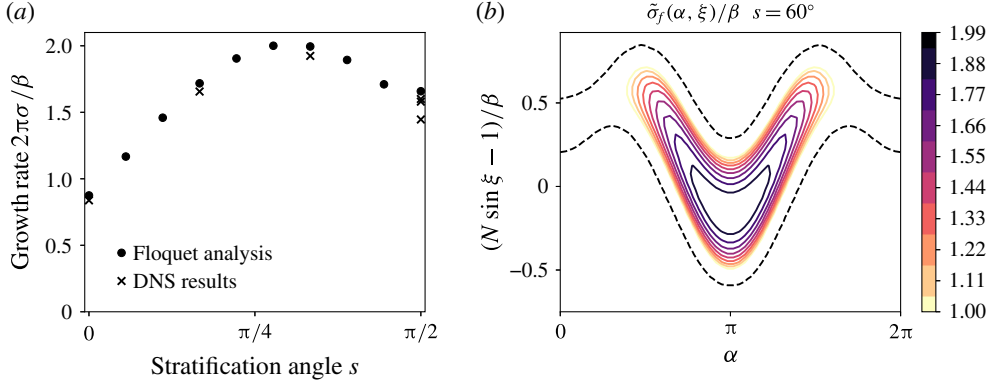 (a)
Growth rate 2πσ/β
2.0
1.5
1.0
0.5
0
Floquet analysis
DNS results
0
π/4
π/2
Stratification angle s
(b)
σ̃_f(α, ξ)/β s = 60°
(N sin ξ − 1)/β
0.5
0
−0.5
0
π
2π
α
1.99
1.88
1.77
1.66
1.55
1.44
1.33
1.22
1.11
1.00